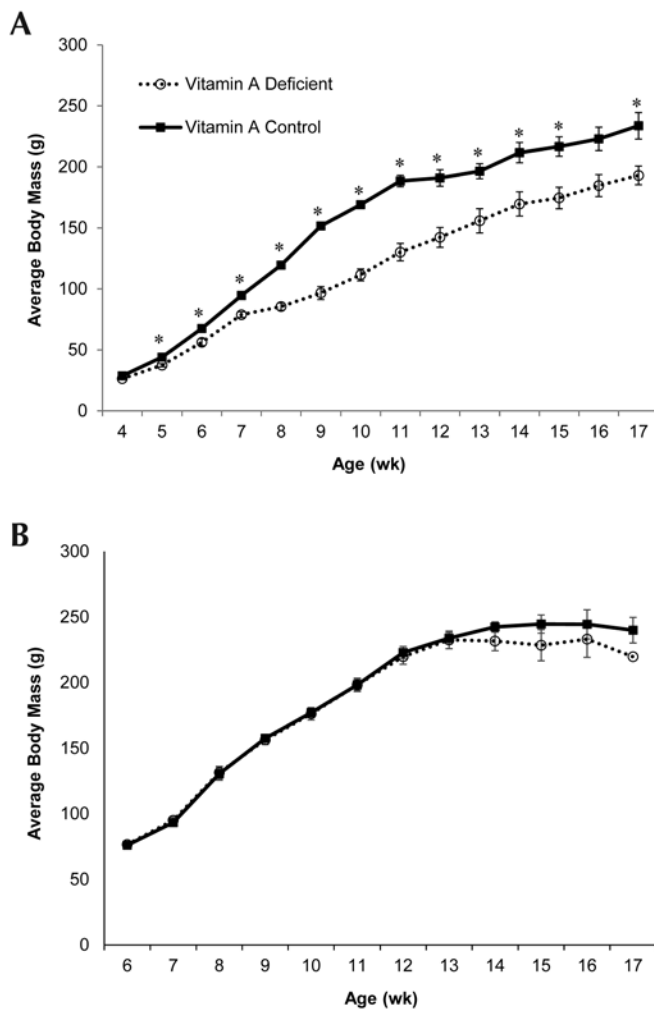 A
300
250
200
150
100
50
0
Average Body Mass (g)
Vitamin A Deficient
Vitamin A Control
* * * * * * * * * * * *
4 5 6 7 8 9 10 11 12 13 14 15 16 17
Age (wk)
B
300
250
200
150
100
50
0
Average Body Mass (g)
6 7 8 9 10 11 12 13 14 15 16 17
Age (wk)